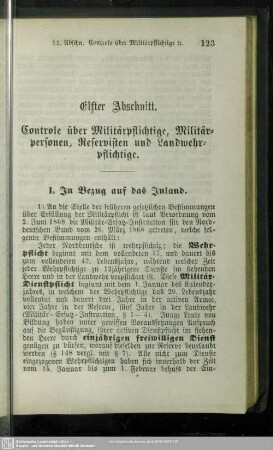 11. Abschn. Controle über Militärpflichtige ꝛc. 123
Elfter Abschnitt.
Controle über Militärpflichtige, Militär-
personen, Reservisten und Landwehr-
pflichtige.
1. In Bezug auf das Inland.
1) An die Stelle der früheren gesetzlichen Bestimmungen
über Erfüllung der Militärpflicht ist laut Verordnung vom
2. Juni 1868 die Militär-Ersatz-Instruction für den Nord-
deutschen Bund vom 26. März 1868 getreten, welche fol-
gende Bestimmungen enthält:
Jeder Norddeutsche ist wehrpflichtig; die Wehr-
pflicht beginnt mit dem vollendeten 17. und dauert bis
zum vollendeten 42. Lebensjahre, während welcher Zeit
jeder Wehrpflichtige zu 12jährigem Dienste im stehenden
Heere und in der Landwehr verpflichtet ist. Diese Militär-
Dienstpflicht beginnt mit dem 1. Januar des Kalender-
jahres, in welchem der Wehrpflichtige das 20. Lebensjahr
vollendet und dauert drei Jahre in der activen Armee,
vier Jahre in der Reserve, fünf Jahre in der Landwehr
(Militär-Ersatz-Instruction, § 1–4). Junge Leute von
Bildung haben unter gewissen Voraussetzungen Anspruch
auf die Begünstigung, ihrer activen Dienstpflicht im stehen-
den Heere durch einjährigen freiwilligen Dienst
genügen zu dürfen, worauf dieselben zur Reserve beurlaubt
werden (§ 148 vergl. mit § 7). Alle nicht zum Dienste
eingezogenen Wehrpflichtigen haben sich innerhalb der Zeit
vom 15. Januar bis zum 1. Februar behufs der Ein-